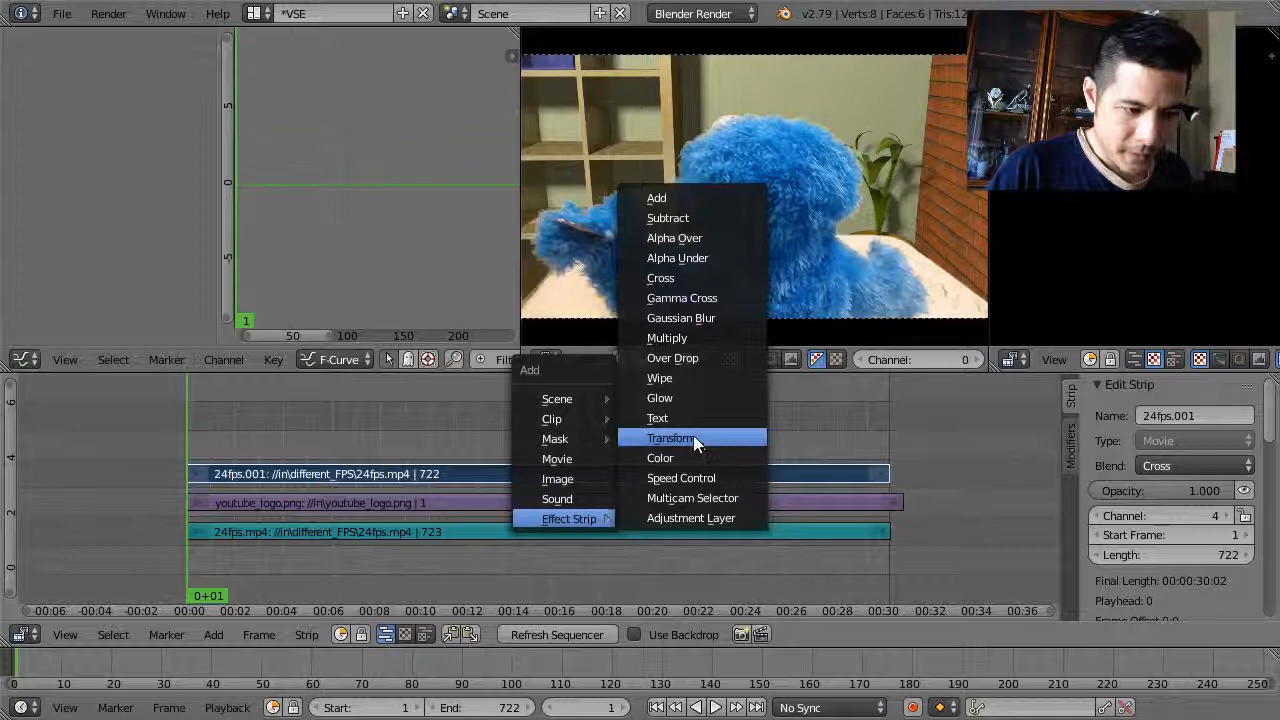 File Render Window Help *VSE Scene Blender Render v2.79 | Verts:8 | Faces:6 | Tris:12
5
0
-5
1
50 100 150 200
View Select Marker Channel Key F-Curve
View Channel: 0
View
Add
Subtract
Alpha Over
Alpha Under
Cross
Gamma Cross
Gaussian Blur
Multiply
Over Drop
Wipe
Glow
Text
Transform
Color
Speed Control
Multicam Selector
Adjustment Layer
Add
Scene
Clip
Mask
Movie
Image
Sound
Effect Strip
6
4
2
0
24fps.001: //in\different_FPS\24fps.mp4 | 722
youtube_logo.png: //in\youtube_logo.png | 1
24fps.mp4: //in\different_FPS\24fps.mp4 | 723
0+01
-00:06 -00:04 -00:02 00:00 00:02 00:04 00:06 00:08 00:10 00:12 00:14 00:16 00:18 00:20 00:22 00:24 00:26 00:28 00:30 00:32 00:34 00:36
Strip
Modifiers
Edit Strip
Name: 24fps.001
Type: Movie
Blend: Cross
Opacity: 1.000
Channel: 4
Start Frame: 1
Length: 722
Final Length: 00:00:30:02
Playhead: 0
Frame Offset 0:0
View Select Marker Add Frame Strip Refresh Sequencer Use Backdrop
0 10 20 30 40 50 60 70 80 90 100 110 120 130 140 150 160 170 180 190 200 210 220 230 240 250
View Marker Frame Playback Start: 1 End: 722 1 No Sync